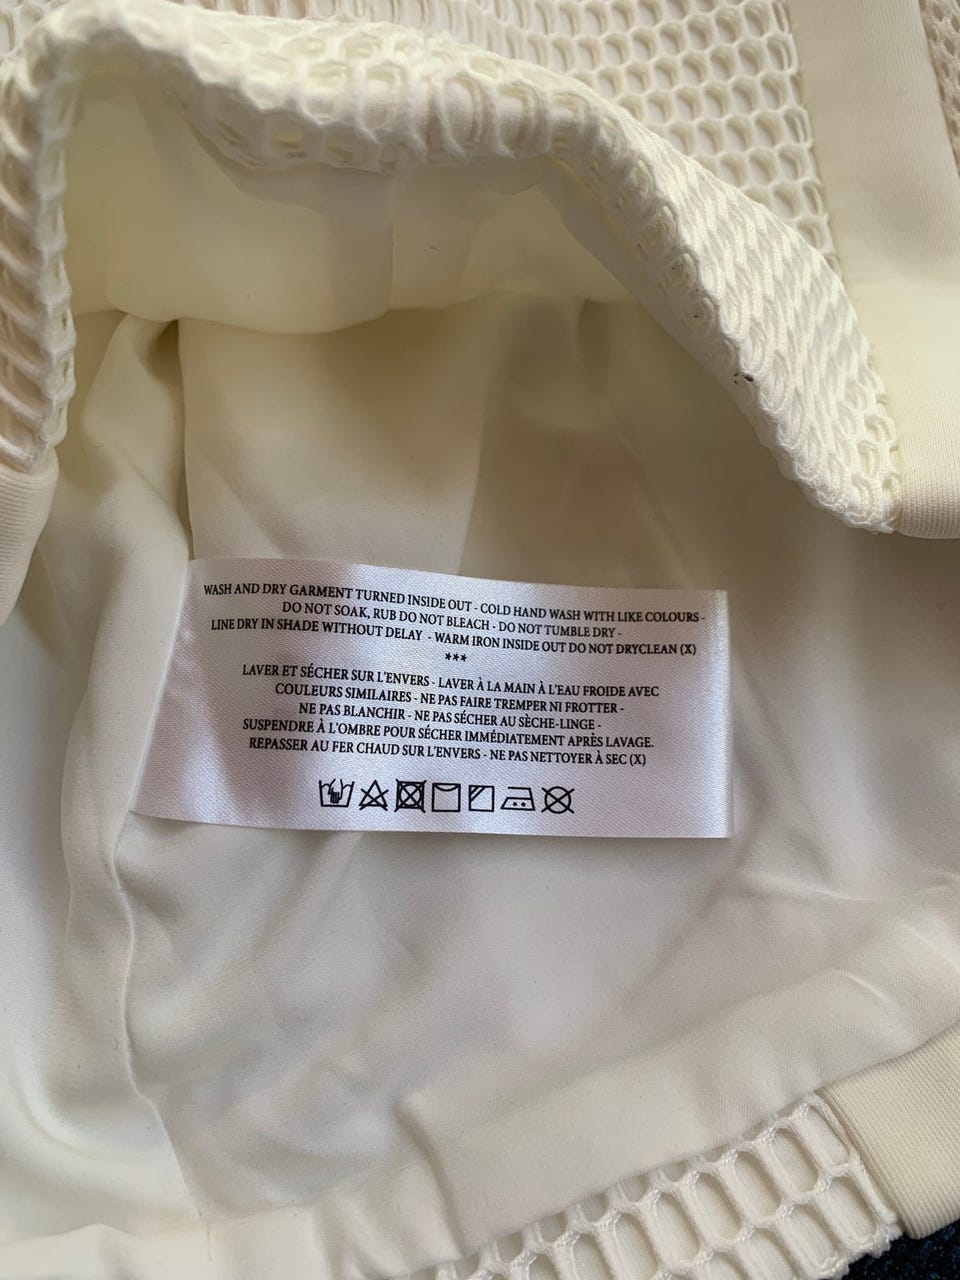 WASH AND DRY GARMENT TURNED INSIDE OUT - COLD HAND WASH WITH LIKE COLOURS -
DO NOT SOAK, RUB DO NOT BLEACH - DO NOT TUMBLE DRY -
LINE DRY IN SHADE WITHOUT DELAY - WARM IRON INSIDE OUT DO NOT DRYCLEAN (X)
***
LAVER ET SÉCHER SUR L'ENVERS - LAVER À LA MAIN À L'EAU FROIDE AVEC
COULEURS SIMILAIRES - NE PAS FAIRE TREMPER NI FROTTER -
NE PAS BLANCHIR - NE PAS SÉCHER AU SÈCHE-LINGE -
SUSPENDRE À L'OMBRE POUR SÉCHER IMMÉDIATEMENT APRÈS LAVAGE.
REPASSER AU FER CHAUD SUR L'ENVERS - NE PAS NETTOYER À SEC (X)